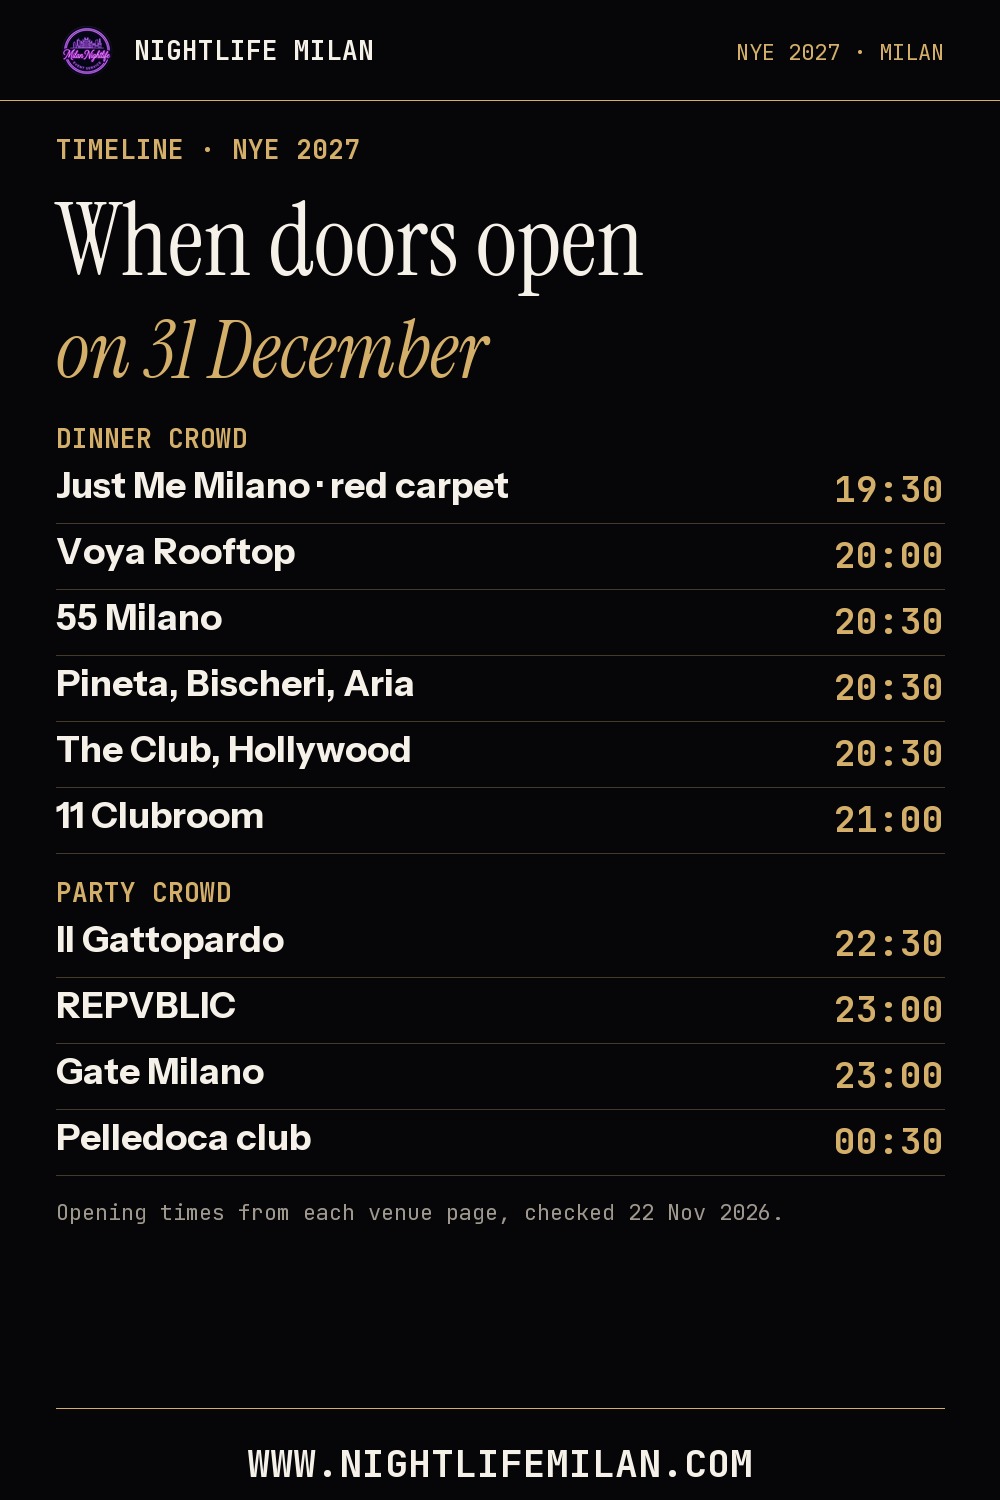 Milan Nightlife
NIGHTLIFE MILAN
NYE 2027 · MILAN
TIMELINE · NYE 2027
When doors open
on 31 December
DINNER CROWD
Just Me Milano · red carpet 19:30
Voya Rooftop 20:00
55 Milano 20:30
Pineta, Bischeri, Aria 20:30
The Club, Hollywood 20:30
11 Clubroom 21:00
PARTY CROWD
Il Gattopardo 22:30
REPVBLIC 23:00
Gate Milano 23:00
Pelledoca club 00:30
Opening times from each venue page, checked 22 Nov 2026.
WWW.NIGHTLIFEMILAN.COM